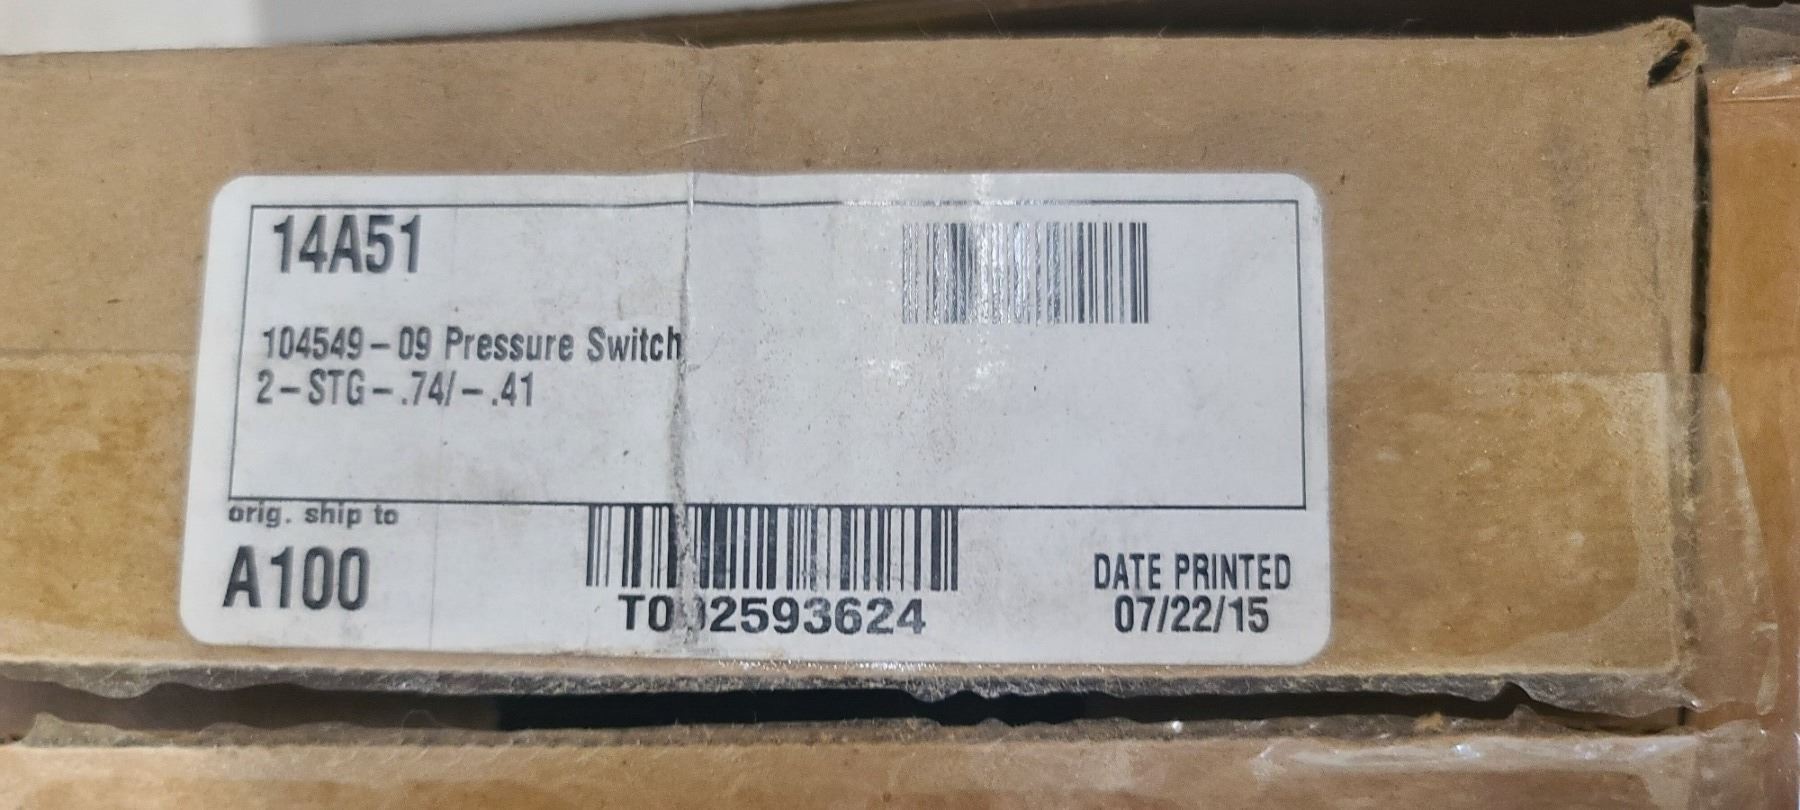 14A51
104549-09 Pressure Switch
2-STG-.74/-.41
orig. ship to
A100
DATE PRINTED
07/22/15